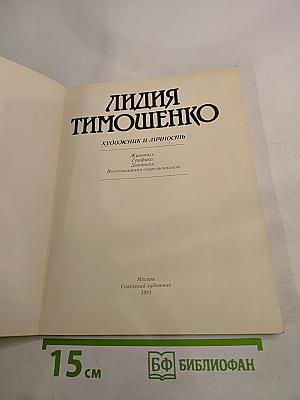 ЛИДИЯ
ТИМОШЕНКО
художник и личность
Живопись
Графика
Дневники
Воспоминания современников
Москва
Советский художник
1991
15 см
БФ БИБЛИОФАН